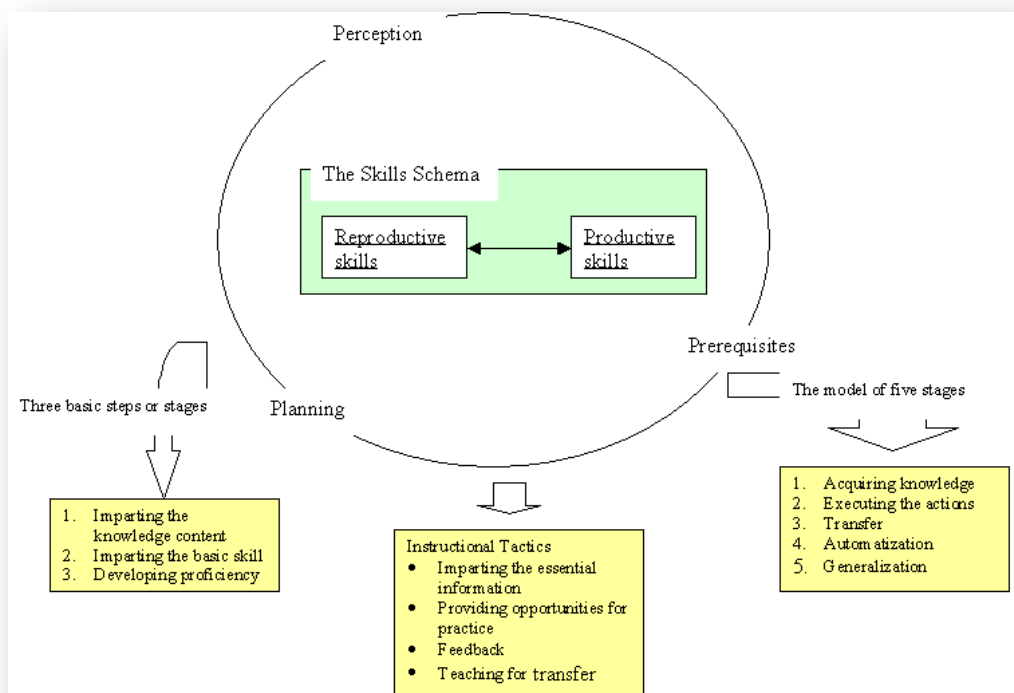 Perception
The Skills Schema
Reproductive
skills
Productive
skills
Prerequisites
Planning
Three basic steps or stages
The model of five stages
1. Imparting the
knowledge content
2. Imparting the basic skill
3. Developing proficiency
Instructional Tactics
• Imparting the essential
information
• Providing opportunities for
practice
• Feedback
• Teaching for transfer
1. Acquiring knowledge
2. Executing the actions
3. Transfer
4. Automatization
5. Generalization